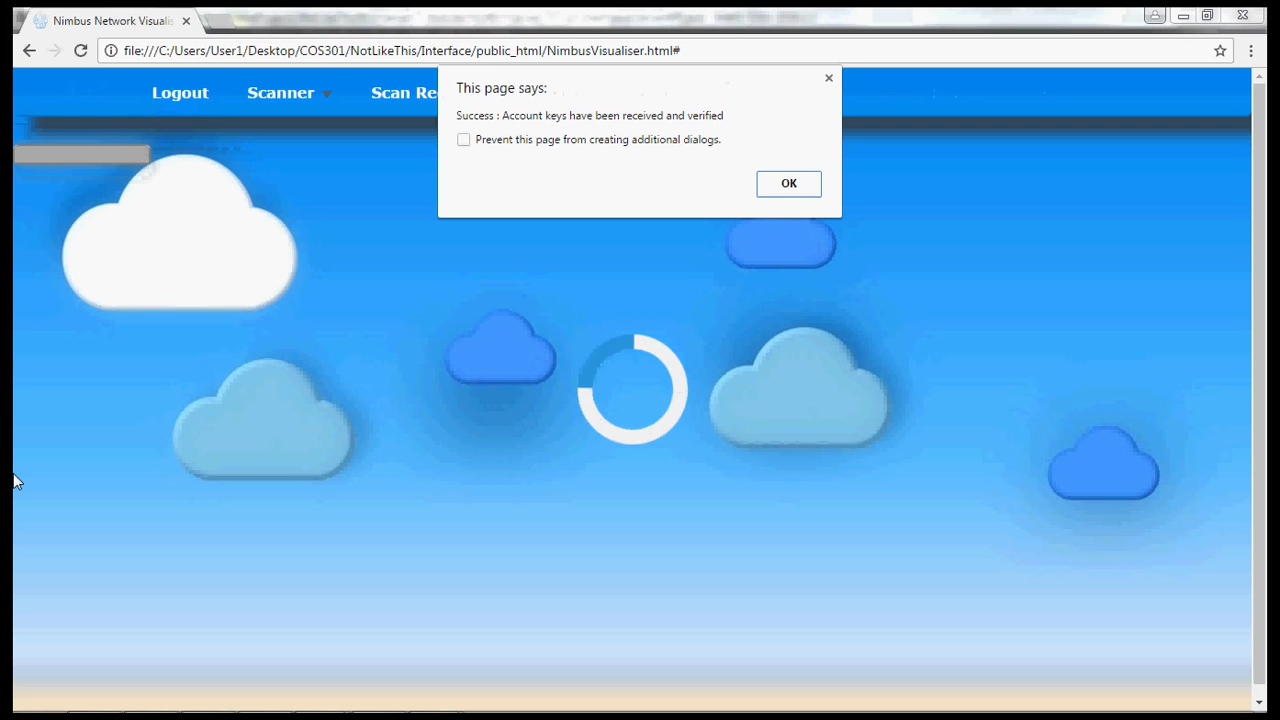 Nimbus Network Visualis
file:///C:/Users/User1/Desktop/COS301/NotLikeThis/Interface/public_html/NimbusVisualiser.html#
Logout Scanner Scan Re
This page says:
Success : Account keys have been received and verified
Prevent this page from creating additional dialogs.
OK